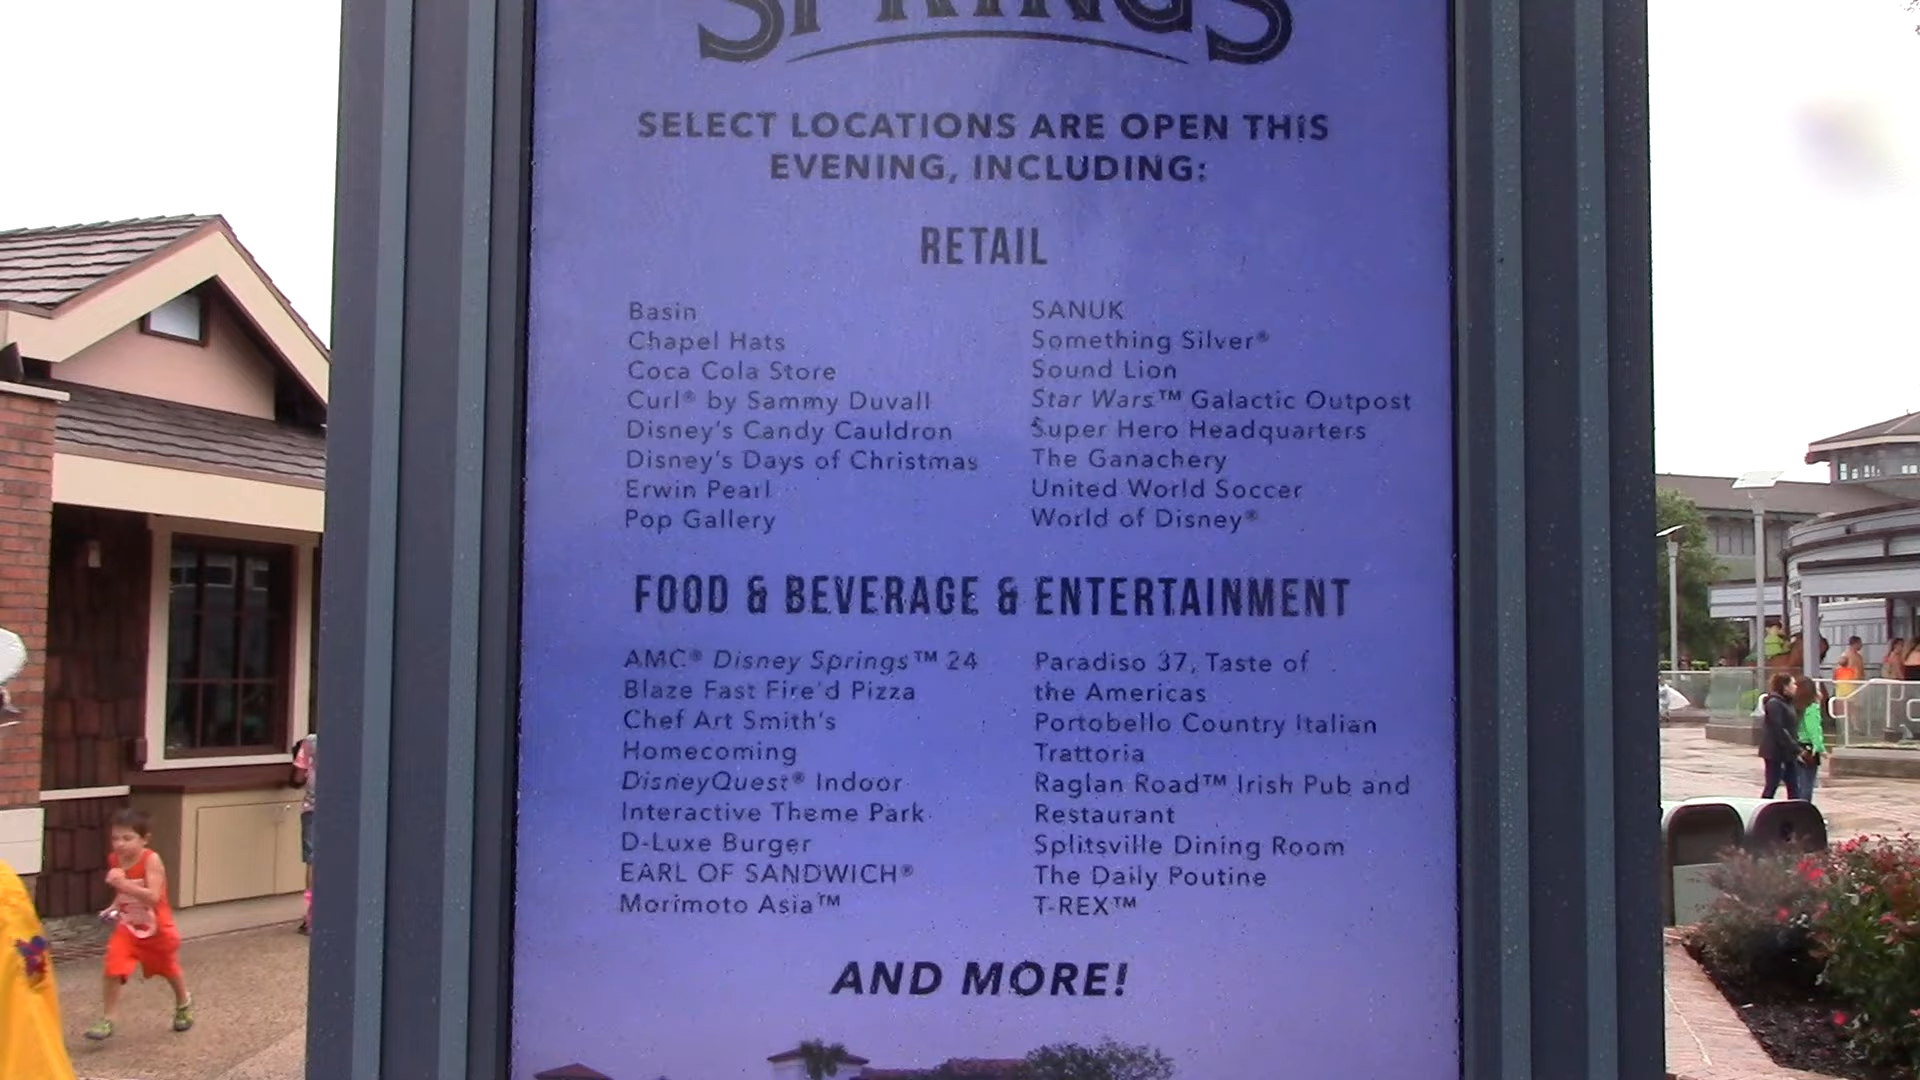 SPRINGS
SELECT LOCATIONS ARE OPEN THIS
EVENING, INCLUDING:
RETAIL
Basin
Chapel Hats
Coca Cola Store
Curl® by Sammy Duvall
Disney's Candy Cauldron
Disney's Days of Christmas
Erwin Pearl
Pop Gallery
SANUK
Something Silver®
Sound Lion
Star Wars™ Galactic Outpost
Super Hero Headquarters
The Ganachery
United World Soccer
World of Disney®
FOOD & BEVERAGE & ENTERTAINMENT
AMC® Disney Springs™ 24
Blaze Fast Fire'd Pizza
Chef Art Smith's
Homecoming
DisneyQuest® Indoor
Interactive Theme Park
D-Luxe Burger
EARL OF SANDWICH®
Morimoto Asia™
Paradiso 37, Taste of
the Americas
Portobello Country Italian
Trattoria
Raglan Road™ Irish Pub and
Restaurant
Splitsville Dining Room
The Daily Poutine
T-REX™
AND MORE!